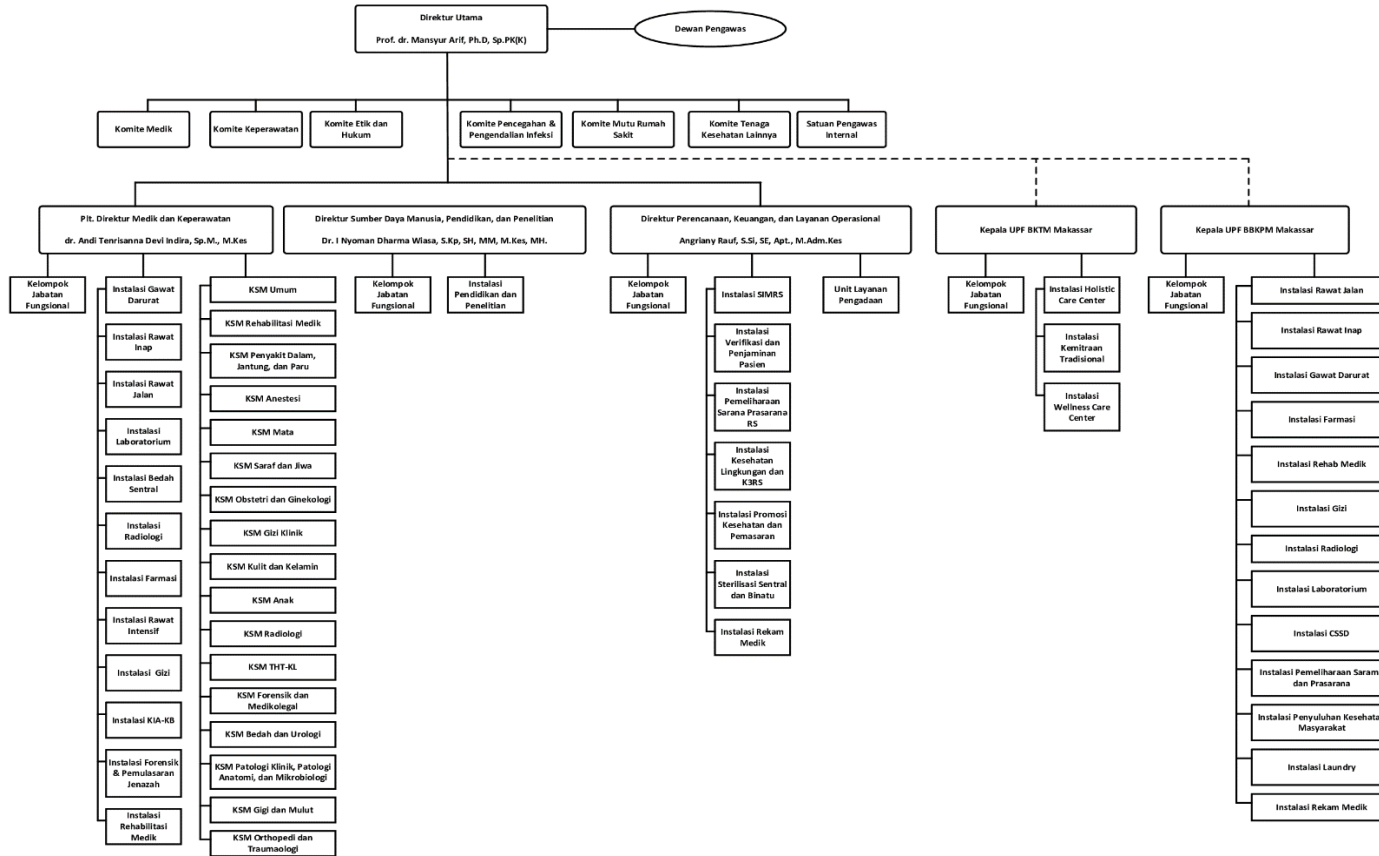 Direktur Utama
Prof. dr. Mansyur Arif, Ph.D, Sp.PK(K)
Dewan Pengawas
Komite Medik
Komite Keperawatan
Komite Etik dan
Hukum
Komite Pencegahan &
Pengendalian Infeksi
Komite Mutu Rumah
Sakit
Komite Tenaga
Kesehatan Lainnya
Satuan Pengawas
Internal
Plt. Direktur Medik dan Keperawatan
dr. Andi Tenrisanna Devi Indira, Sp.M., M.Kes
Direktur Sumber Daya Manusia, Pendidikan, dan Penelitian
Dr. I Nyoman Dharma Wiasa, S.Kp, SH, MM, M.Kes, MH.
Direktur Perencanaan, Keuangan, dan Layanan Operasional
Angriany Rauf, S.Si, SE, Apt., M.Adm.Kes
Kepala UPF BKTM Makassar
Kepala UPF BBKPM Makassar
Kelompok
Jabatan
Fungsional
Instalasi Gawat
Darurat
Instalasi Rawat
Inap
Instalasi Rawat
Jalan
Instalasi
Laboratorium
Instalasi Bedah
Sentral
Instalasi
Radiologi
Instalasi Farmasi
Instalasi Rawat
Intensif
Instalasi Gizi
Instalasi KIA-KB
Instalasi Forensik
& Pemulasaran
Jenazah
Instalasi
Rehabilitasi
Medik
KSM Umum
KSM Rehabilitasi Medik
KSM Penyakit Dalam,
Jantung, dan Paru
KSM Anestesi
KSM Mata
KSM Saraf dan Jiwa
KSM Obstetri dan Ginekologi
KSM Gizi Klinik
KSM Kulit dan Kelamin
KSM Anak
KSM Radiologi
KSM THT-KL
KSM Forensik dan
Medikolegal
KSM Bedah dan Urologi
KSM Patologi Klinik, Patologi
Anatomi, dan Mikrobiologi
KSM Gigi dan Mulut
KSM Orthopedi dan
Traumaologi
Kelompok
Jabatan
Fungsional
Instalasi
Pendidikan dan
Penelitian
Kelompok
Jabatan
Fungsional
Instalasi SIMRS
Instalasi
Verifikasi dan
Penjaminan
Pasien
Instalasi
Pemeliharaan
Sarana Prasarana
RS
Instalasi
Kesehatan
Lingkungan dan
K3RS
Instalasi Promosi
Kesehatan dan
Pemasaran
Instalasi
Sterilisasi Sentral
dan Binatu
Instalasi Rekam
Medik
Unit Layanan
Pengadaan
Kelompok
Jabatan
Fungsional
Instalasi Holistic
Care Center
Instalasi
Kemitraan
Tradisional
Instalasi
Wellness Care
Center
Kelompok
Jabatan
Fungsional
Instalasi Rawat Jalan
Instalasi Rawat Inap
Instalasi Gawat Darurat
Instalasi Farmasi
Instalasi Rehab Medik
Instalasi Gizi
Instalasi Radiologi
Instalasi Laboratorium
Instalasi CSSD
Instalasi Pemeliharaan
dan Prasarana
Instalasi Penyuluhan
Masyarakat
Instalasi Laundry
Instalasi Rekam Medik